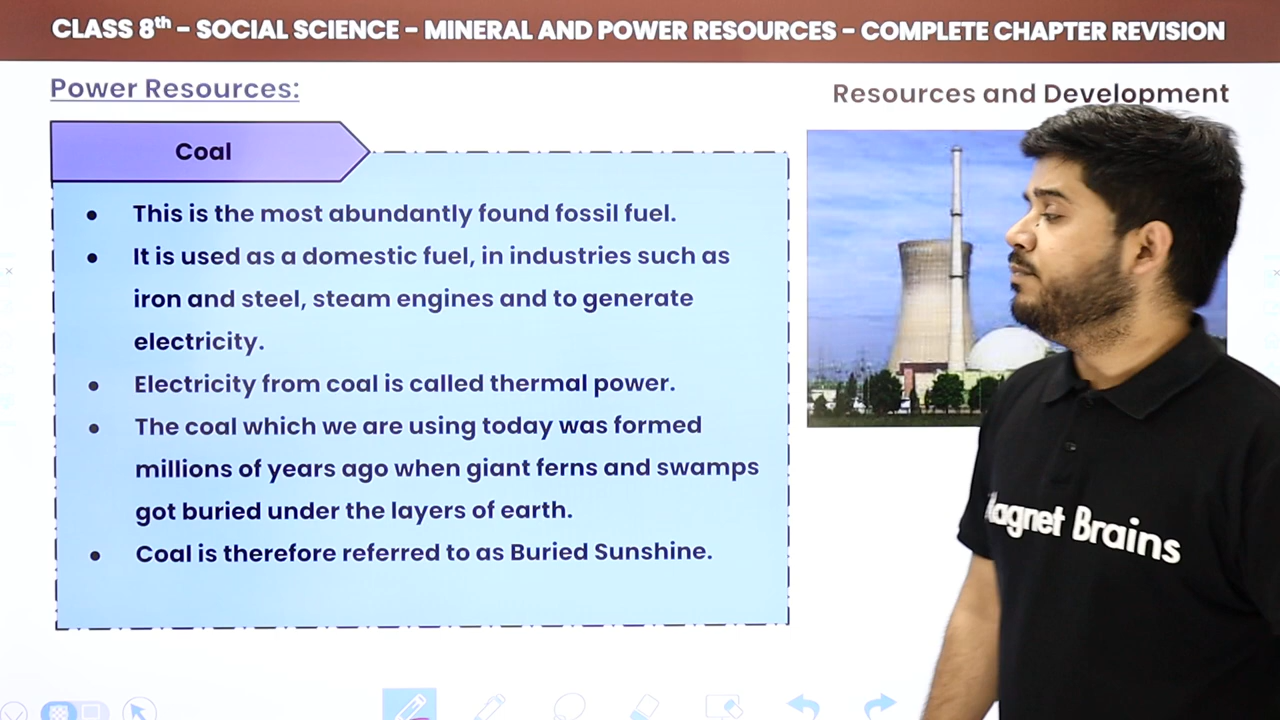 CLASS 8th – SOCIAL SCIENCE – MINERAL AND POWER RESOURCES – COMPLETE CHAPTER REVISION
Power Resources:
Resources and Development
Coal
• This is the most abundantly found fossil fuel.
• It is used as a domestic fuel, in industries such as
iron and steel, steam engines and to generate
electricity.
• Electricity from coal is called thermal power.
• The coal which we are using today was formed
millions of years ago when giant ferns and swamps
got buried under the layers of earth.
• Coal is therefore referred to as Buried Sunshine.
Magnet Brains